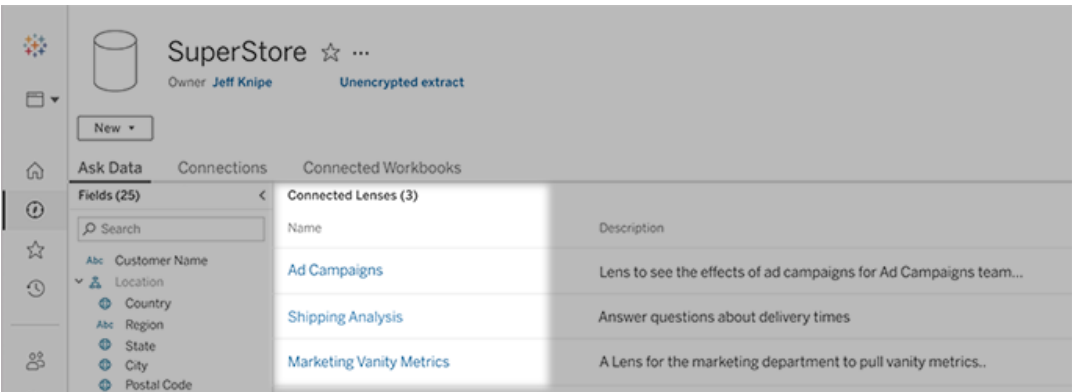 SuperStore
Owner Jeff Knipe Unencrypted extract
New
Ask Data Connections Connected Workbooks
Fields (25)
Search
Abc Customer Name
Location
Country
Abc Region
State
City
Postal Code
Connected Lenses (3)
Name Description
Ad Campaigns Lens to see the effects of ad campaigns for Ad Campaigns team...
Shipping Analysis Answer questions about delivery times
Marketing Vanity Metrics A Lens for the marketing department to pull vanity metrics..